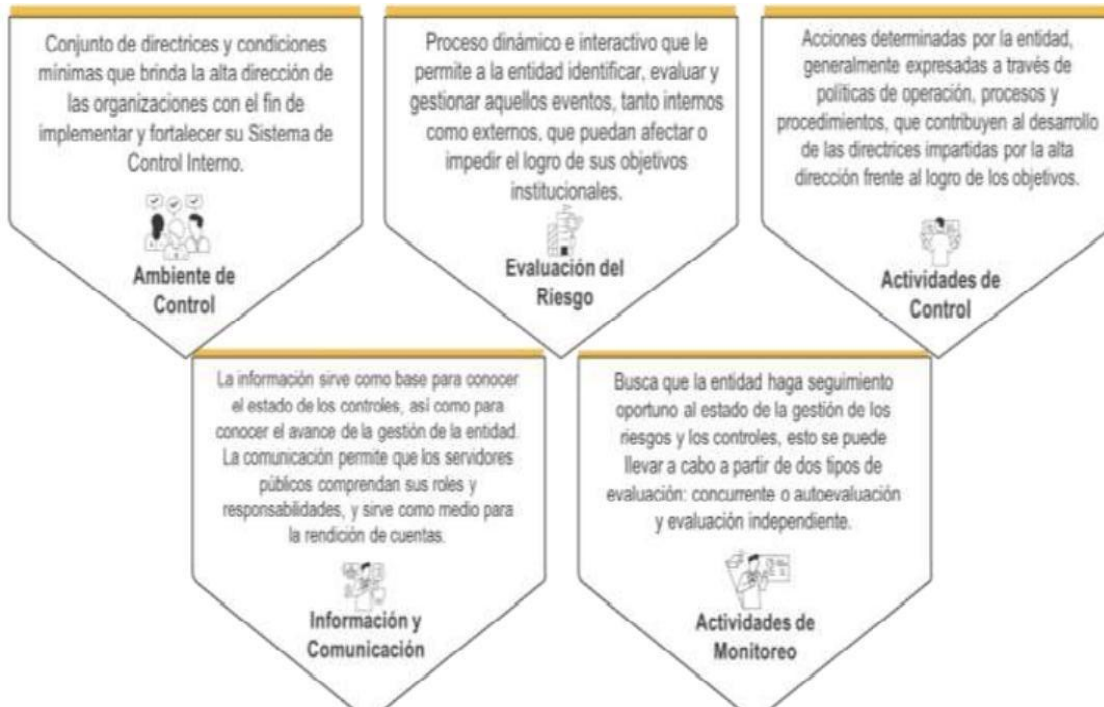 Conjunto de directrices y condiciones
mínimas que brinda la alta dirección de
las organizaciones con el fin de
implementar y fortalecer su Sistema de
Control Interno.
Ambiente de
Control
Proceso dinámico e interactivo que le
permite a la entidad identificar, evaluar y
gestionar aquellos eventos, tanto internos
como externos, que puedan afectar o
impedir el logro de sus objetivos
institucionales.
Evaluación del
Riesgo
Acciones determinadas por la entidad,
generalmente expresadas a través de
políticas de operación, procesos y
procedimientos, que contribuyen al desarrollo
de las directrices impartidas por la alta
dirección frente al logro de los objetivos.
Actividades de
Control
La información sirve como base para conocer
el estado de los controles, así como para
conocer el avance de la gestión de la entidad.
La comunicación permite que los servidores
públicos comprendan sus roles y
responsabilidades, y sirve como medio para
la rendición de cuentas.
Información y
Comunicación
Busca que la entidad haga seguimiento
oportuno al estado de la gestión de los
riesgos y los controles, esto se puede
llevar a cabo a partir de dos tipos de
evaluación: concurrente o autoevaluación
y evaluación independiente.
Actividades de
Monitoreo